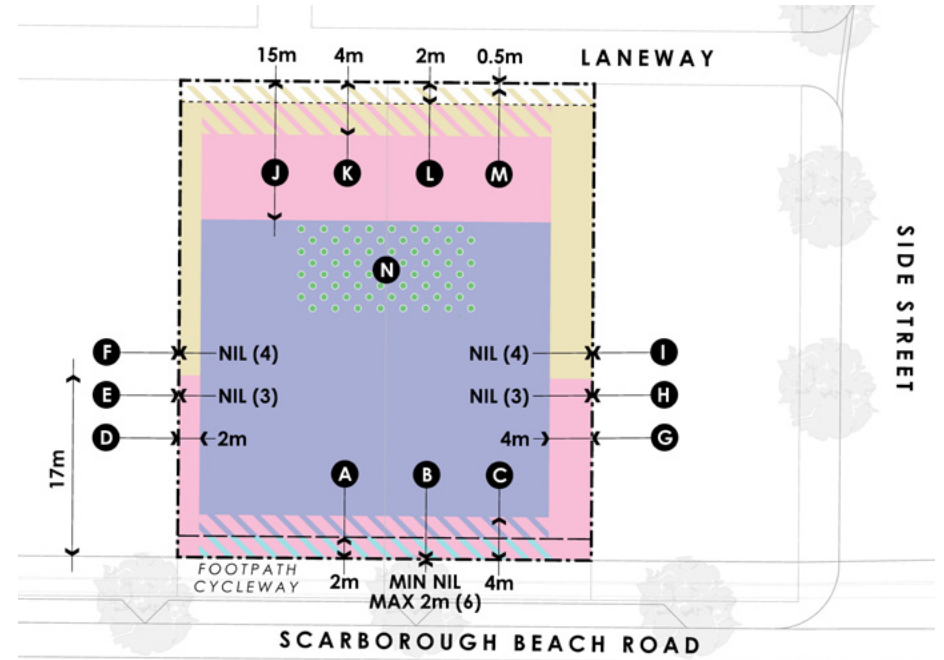 15m 4m 2m 0.5m LANEWAY
J K L M
N
SIDE STREET
F NIL (4) NIL (4) I
E NIL (3) NIL (3) H
D 2m 4m G
17m
A B C
FOOTPATH
CYCLEWAY
2m MIN NIL 4m
MAX 2m (6)
SCARBOROUGH BEACH ROAD